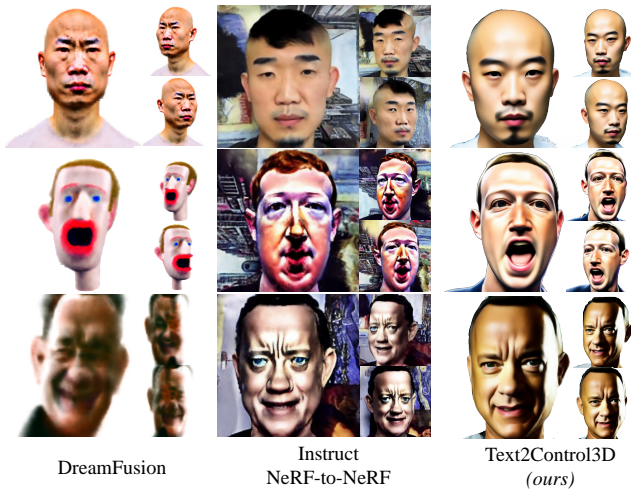 DreamFusion
Instruct
NeRF-to-NeRF
Text2Control3D
(ours)